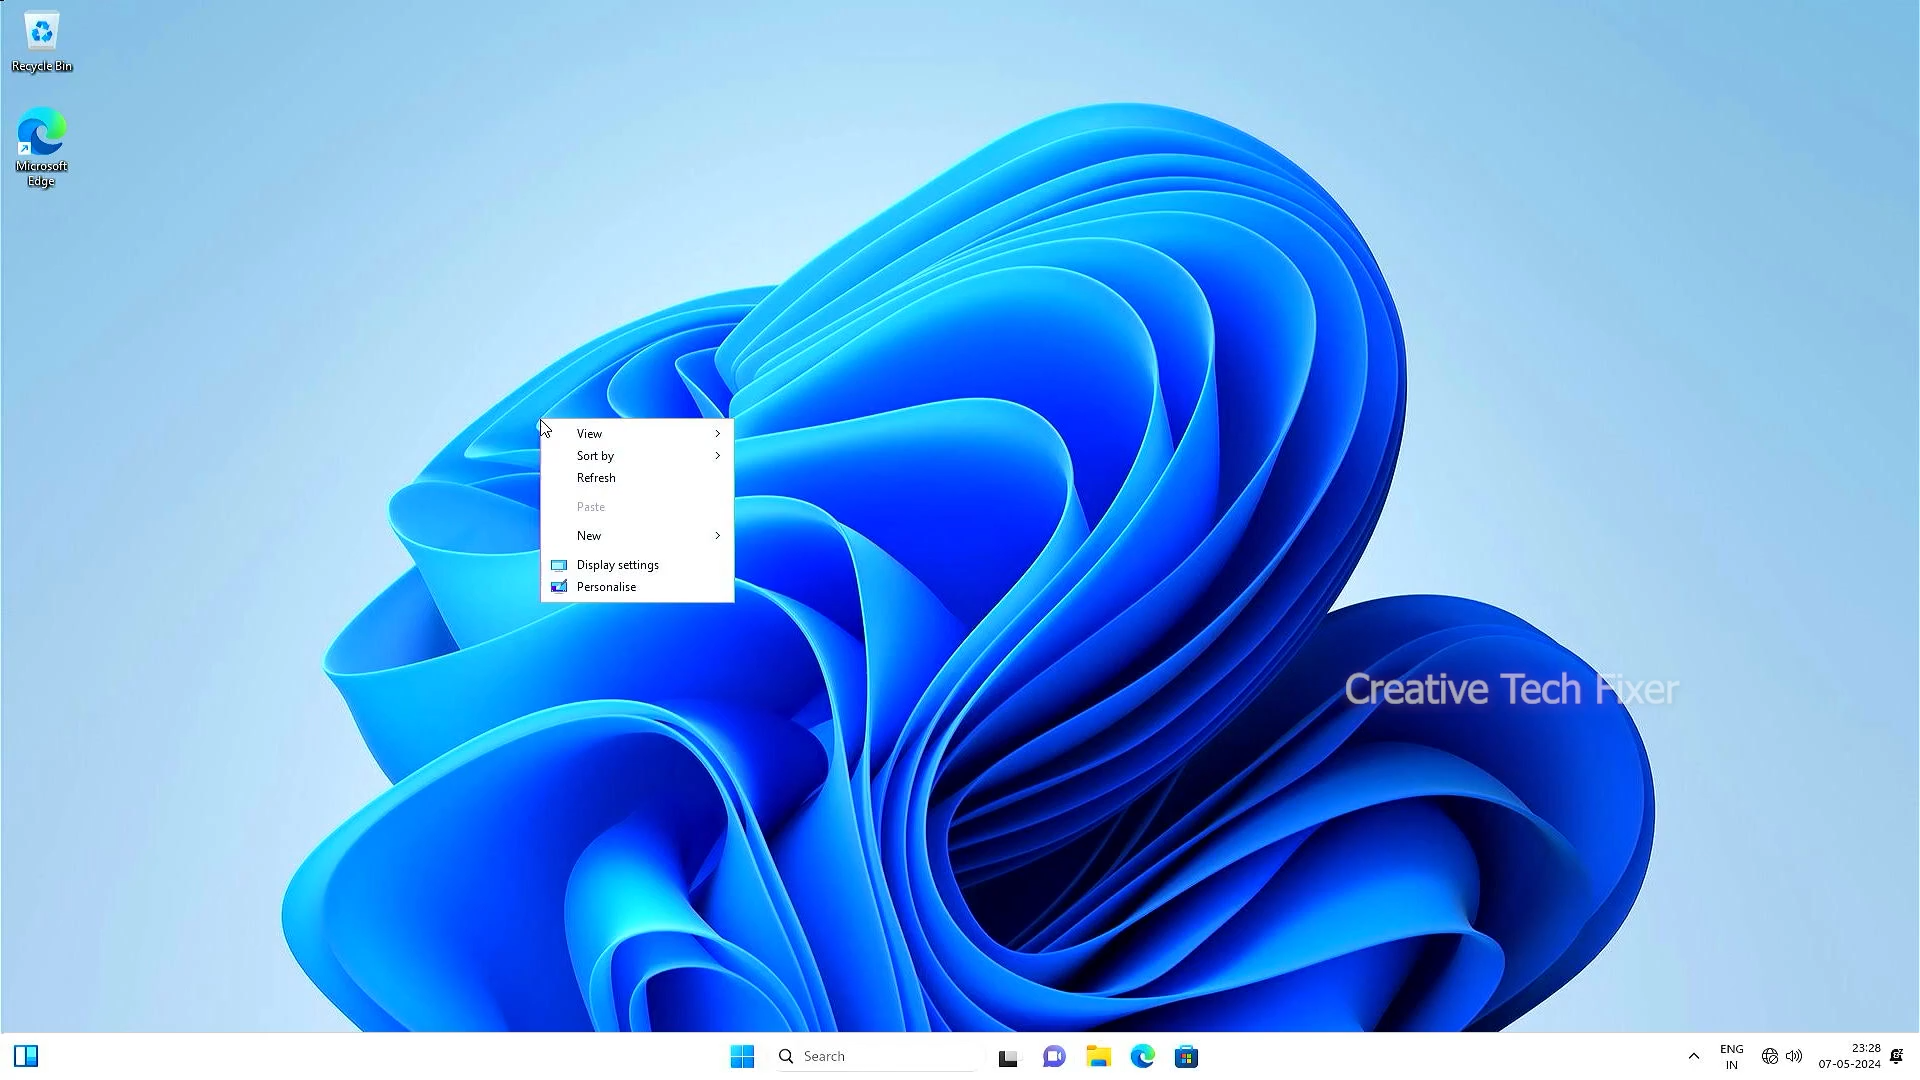 Recycle Bin
Microsoft
Edge
View
Sort by
Refresh
Paste
New
Display settings
Personalise
Creative Tech Fixer
Search
ENG
IN
23:28
07-05-2024